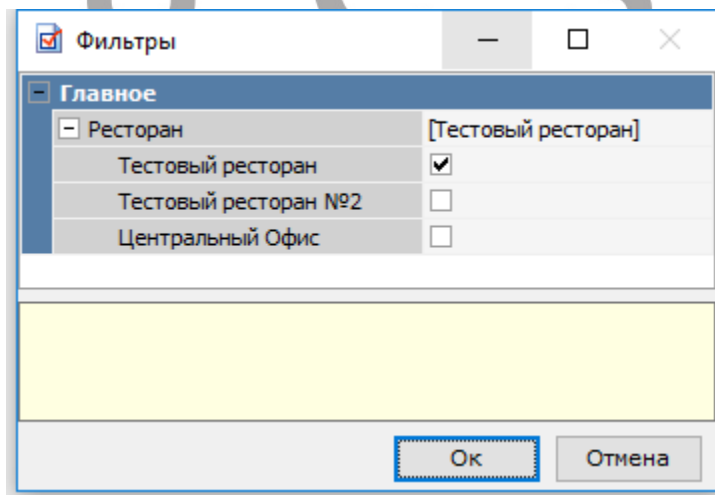 Фильтры
Главное
Ресторан [Тестовый ресторан]
Тестовый ресторан
Тестовый ресторан №2
Центральный Офис
Ок Отмена